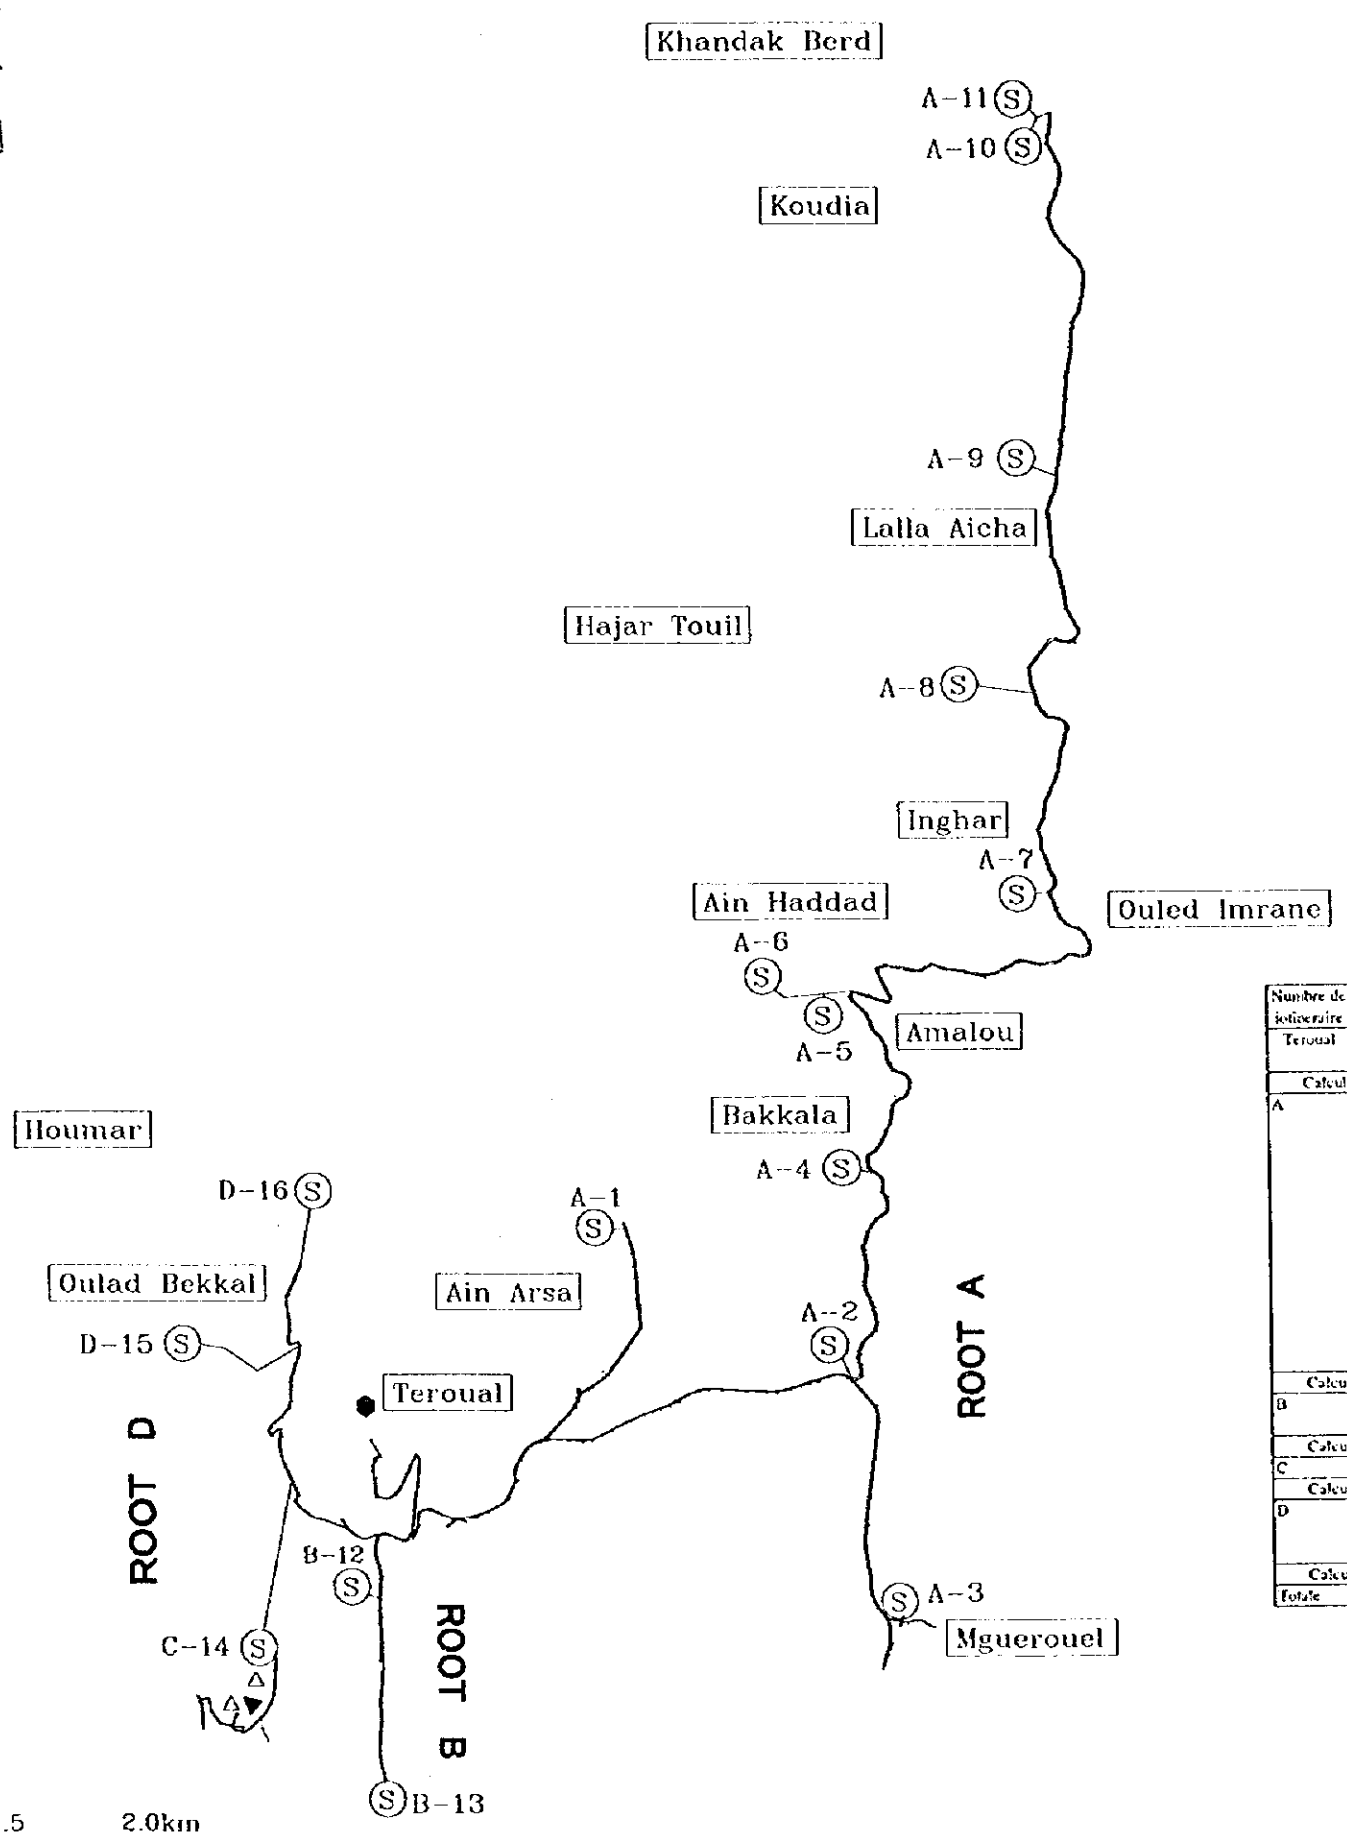 Khandak Berd
A-11 S
A-10 S
Koudia
A-9 S
Lalla Aicha
Hajar Touil
A-8 S
Inghar
A-7
S
Ain Haddad
Ouled Imrane
A-6
S
S
A-5
Amalou
Numbre de
Teroual
Calcul
A
Calcu
B
Calcu
C
Calcu
D
Calcu
Totale
Bakkala
A-4 S
Houmar
D-16 S
A-1
S
Oulad Bekkal
Ain Arsa
D-15 S
A-2
S
ROOT A
Teroual
ROOT D
B-12
S
ROOT B
S A-3
Mguerouel
C-14 S
S B-13
.5 2.0km